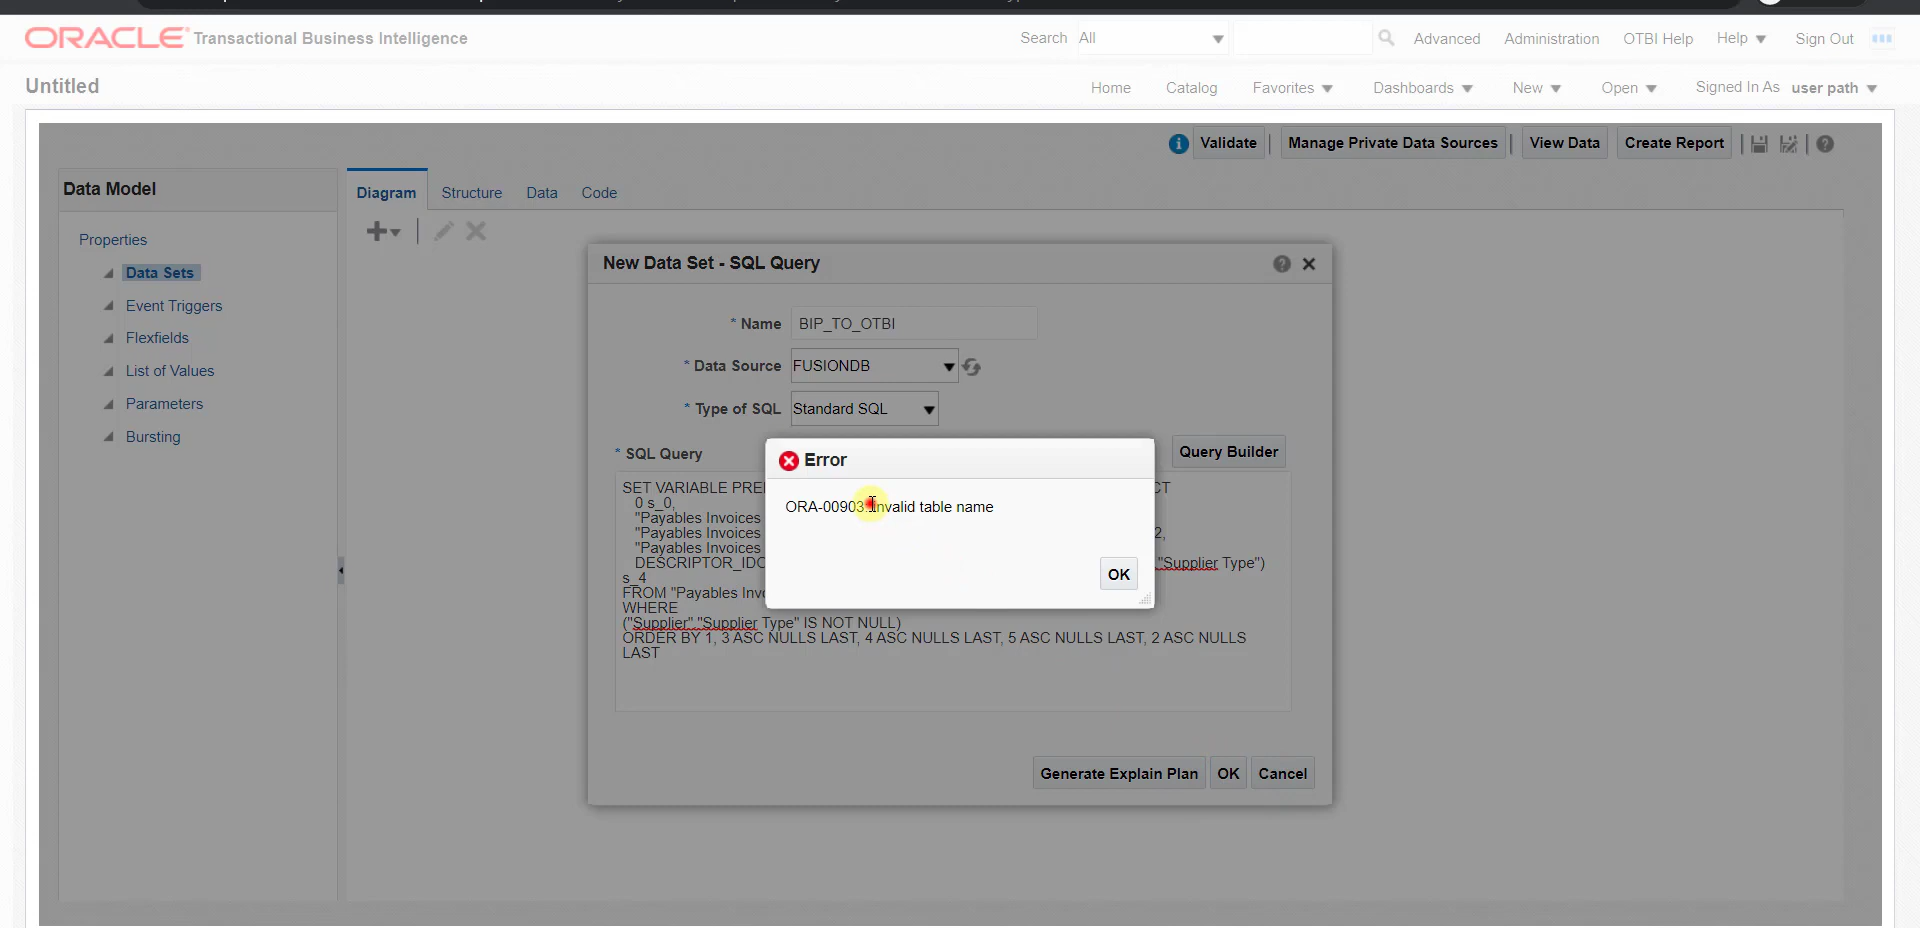 ORACLE Transactional Business Intelligence
Search All Advanced Administration OTBI Help Help Sign Out
Untitled
Home Catalog Favorites Dashboards New Open Signed In As user path
Validate Manage Private Data Sources View Data Create Report
Data Model
Diagram Structure Data Code
Properties
Data Sets
Event Triggers
Flexfields
List of Values
Parameters
Bursting
New Data Set - SQL Query
* Name BIP_TO_OTBI
* Data Source FUSIONDB
* Type of SQL Standard SQL
* SQL Query
Query Builder
Error
ORA-00903: Invalid table name
OK
SET VARIABLE PRE
CT
0 s_0,
"Payables Invoices
"Payables Invoices
2,
"Payables Invoices
DESCRIPTOR_IDO
"Supplier Type")
s_4
FROM "Payables Invo
WHERE
("Supplier"."Supplier Type" IS NOT NULL)
ORDER BY 1, 3 ASC NULLS LAST, 4 ASC NULLS LAST, 5 ASC NULLS LAST, 2 ASC NULLS
LAST
Generate Explain Plan OK Cancel